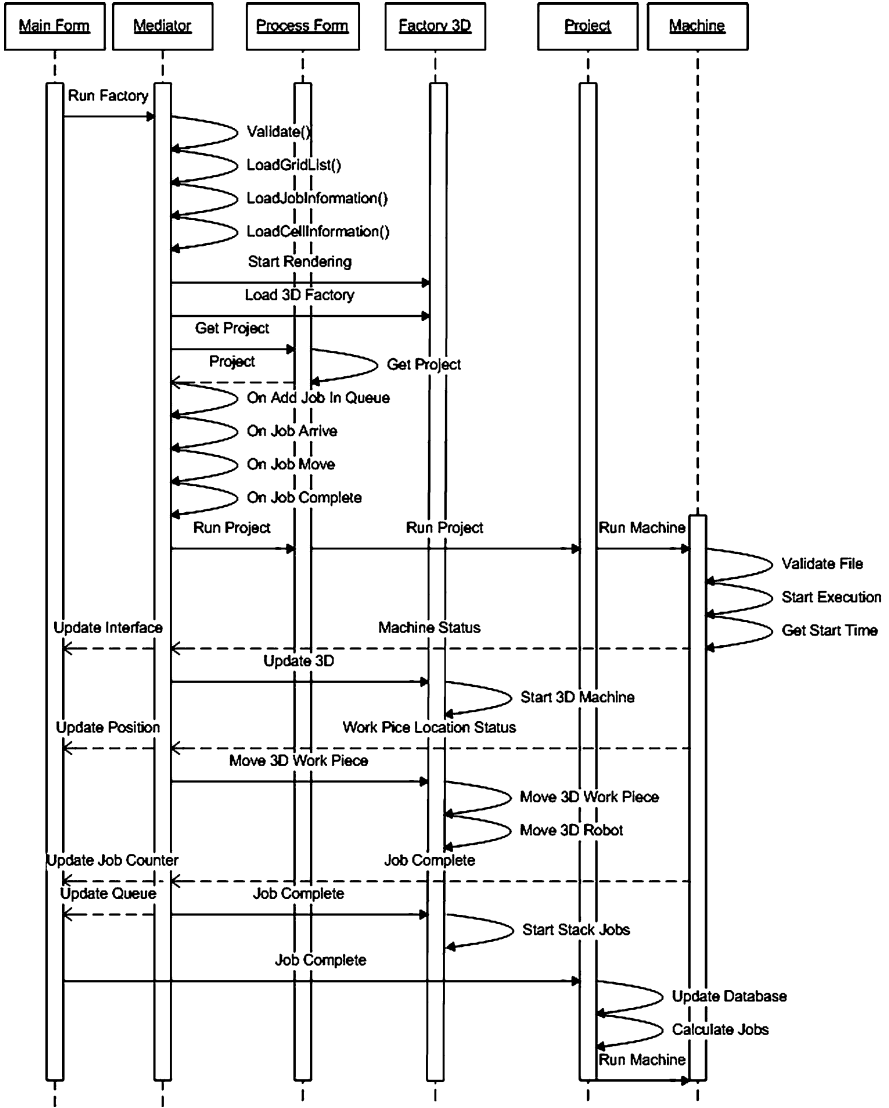 Main Form
Mediator
Process Form
Factory 3D
Project
Machine
Run Factory
Validate()
LoadGridList()
LoadJobInformation()
LoadCellInformation()
Start Rendering
Load 3D Factory
Get Project
Project
Get Project
On Add Job In Queue
On Job Arrive
On Job Move
On Job Complete
Run Project
Run Project
Run Machine
Validate File
Start Execution
Get Start Time
Update Interface
Machine Status
Update 3D
Start 3D Machine
Update Position
Work Pice Location Status
Move 3D Work Piece
Move 3D Work Piece
Move 3D Robot
Update Job Counter
Job Complete
Update Queue
Job Complete
Start Stack Jobs
Job Complete
Update Database
Calculate Jobs
Run Machine